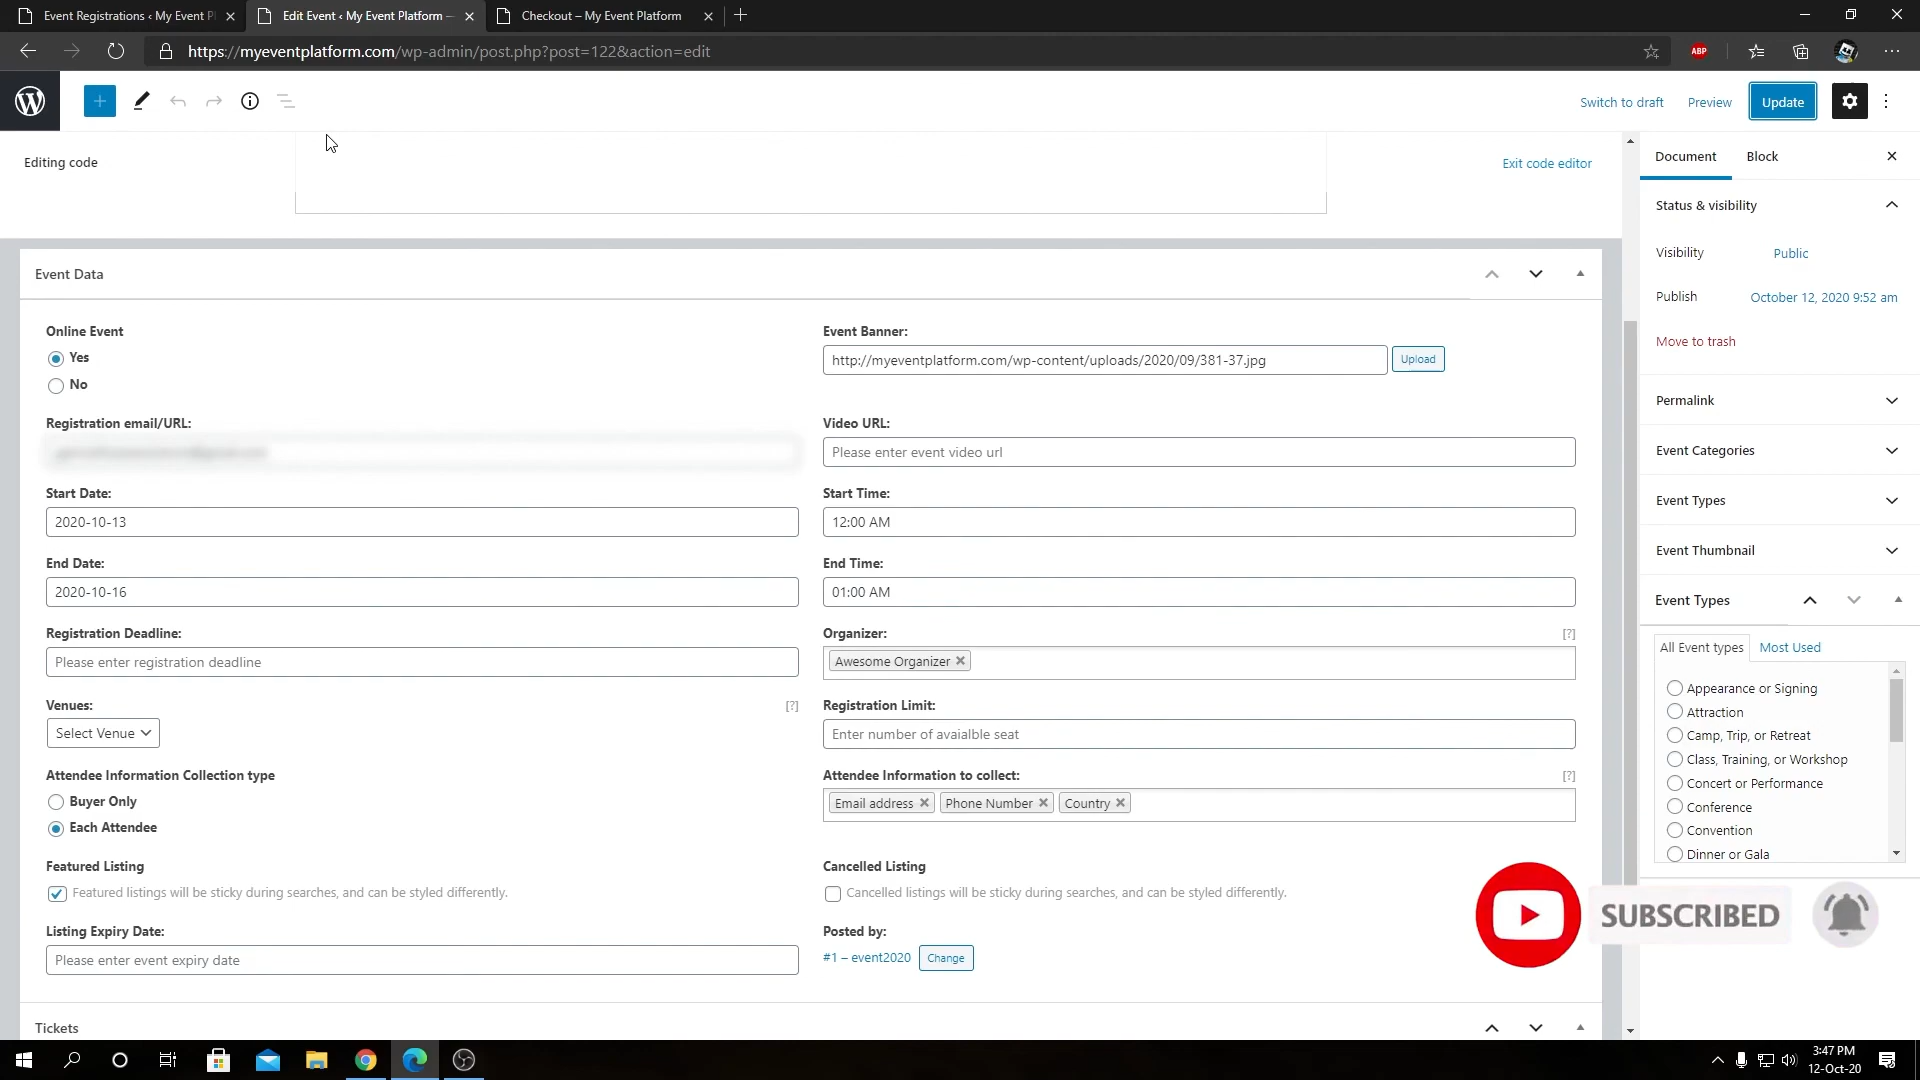 Event Registrations ‹ My Event P
Edit Event ‹ My Event Platform —
Checkout – My Event Platform
https://myeventplatform.com/wp-admin/post.php?post=122&action=edit
ABP
Switch to draft
Preview
Update
Editing code
Exit code editor
Document
Block
Status & visibility
Visibility
Public
Publish
October 12, 2020 9:52 am
Move to trash
Permalink
Event Categories
Event Types
Event Thumbnail
Event Types
All Event types
Most Used
Appearance or Signing
Attraction
Camp, Trip, or Retreat
Class, Training, or Workshop
Concert or Performance
Conference
Convention
Dinner or Gala
Event Data
Online Event
Yes
No
Event Banner:
http://myeventplatform.com/wp-content/uploads/2020/09/381-37.jpg
Upload
Registration email/URL:
Video URL:
Please enter event video url
Start Date:
2020-10-13
Start Time:
12:00 AM
End Date:
2020-10-16
End Time:
01:00 AM
Registration Deadline:
Please enter registration deadline
Organizer:
[?]
Awesome Organizer
Venues:
[?]
Select Venue
Registration Limit:
Enter number of avaialble seat
Attendee Information Collection type
Buyer Only
Each Attendee
Attendee Information to collect:
[?]
Email address
Phone Number
Country
Featured Listing
Featured listings will be sticky during searches, and can be styled differently.
Cancelled Listing
Cancelled listings will be sticky during searches, and can be styled differently.
Listing Expiry Date:
Please enter event expiry date
Posted by:
#1 – event2020
Change
SUBSCRIBED
Tickets
3:47 PM
12-Oct-20